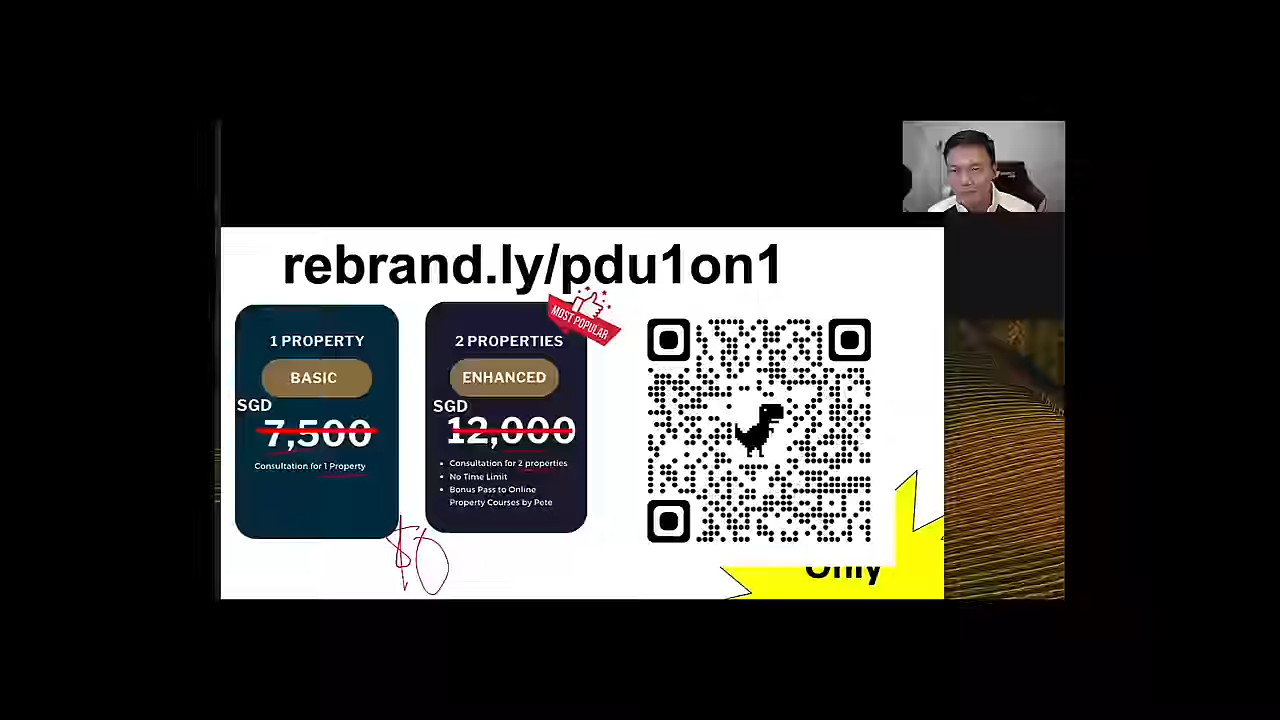 rebrand.ly/pdu1on1
MOST POPULAR
1 PROPERTY
BASIC
SGD
7,500
Consultation for 1 Property
2 PROPERTIES
ENHANCED
SGD
12,000
• Consultation for 2 properties
• No Time Limit
• Bonus Pass to Online
Property Courses by Pete
$0
Only